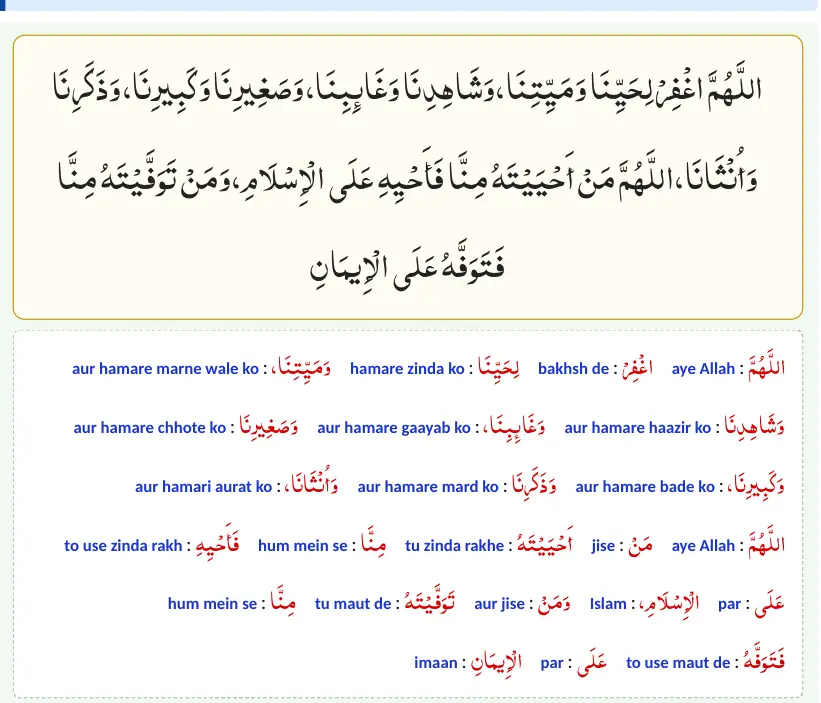 اللَّهُمَّ اغْفِرْ لِحَيِّنَا وَمَيِّتِنَا، وَشَاهِدِنَا وَغَائِبِنَا، وَصَغِيرِنَا وَكَبِيرِنَا، وَذَكَرِنَا
وَأُنْثَانَا، اللَّهُمَّ مَنْ أَحْيَيْتَهُ مِنَّا فَأَحْيِهِ عَلَى الْإِسْلَامِ، وَمَنْ تَوَفَّيْتَهُ مِنَّا
فَتَوَفَّهُ عَلَى الْإِيمَانِ
اللَّهُمَّ : aye Allah اغْفِرْ : bakhsh de لِحَيِّنَا : hamare zinda ko وَمَيِّتِنَا، : aur hamare marne wale ko
وَشَاهِدِنَا : aur hamare haazir ko وَغَائِبِنَا، : aur hamare gaayab ko وَصَغِيرِنَا : aur hamare chhote ko
وَكَبِيرِنَا، : aur hamare bade ko وَذَكَرِنَا : aur hamare mard ko وَأُنْثَانَا، : aur hamari aurat ko
اللَّهُمَّ : aye Allah مَنْ : jise أَحْيَيْتَهُ : tu zinda rakhe مِنَّا : hum mein se فَأَحْيِهِ : to use zinda rakh
عَلَى : par الْإِسْلَامِ، : Islam وَمَنْ : aur jise تَوَفَّيْتَهُ : tu maut de مِنَّا : hum mein se
فَتَوَفَّهُ : to use maut de عَلَى : par الْإِيمَانِ : imaan